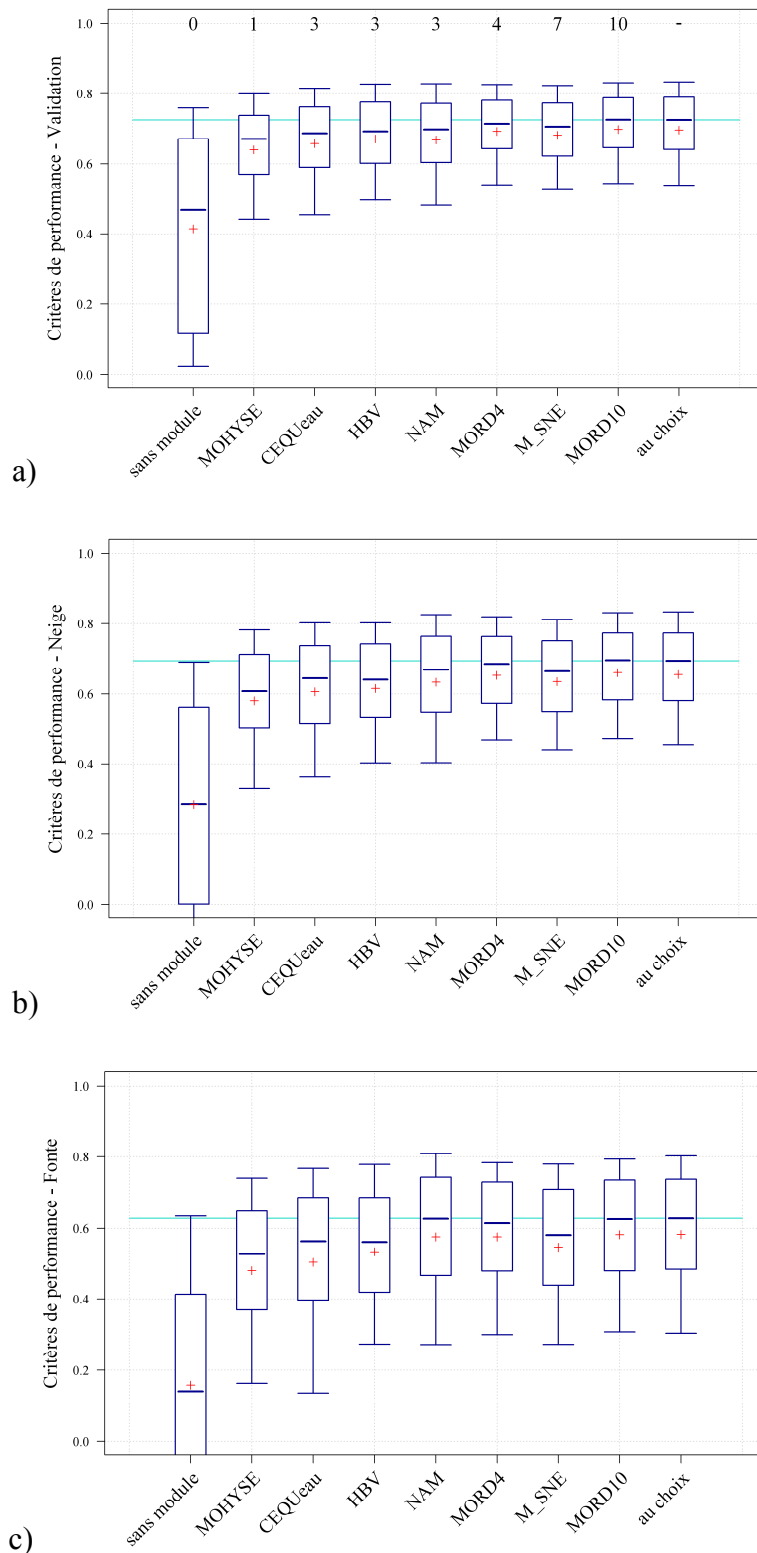 0 1 3 3 3 4 7 10 -
1.0
0.8
0.6
0.4
0.2
0.0
Critères de performance - Validation
sans module
MOHYSE
CEQUeau
HBV
NAM
MORD4
M_SNE
MORD10
au choix
a)
1.0
0.8
0.6
0.4
0.2
0.0
Critères de performance - Neige
sans module
MOHYSE
CEQUeau
HBV
NAM
MORD4
M_SNE
MORD10
au choix
b)
1.0
0.8
0.6
0.4
0.2
0.0
Critères de performance - Fonte
sans module
MOHYSE
CEQUeau
HBV
NAM
MORD4
M_SNE
MORD10
au choix
c)